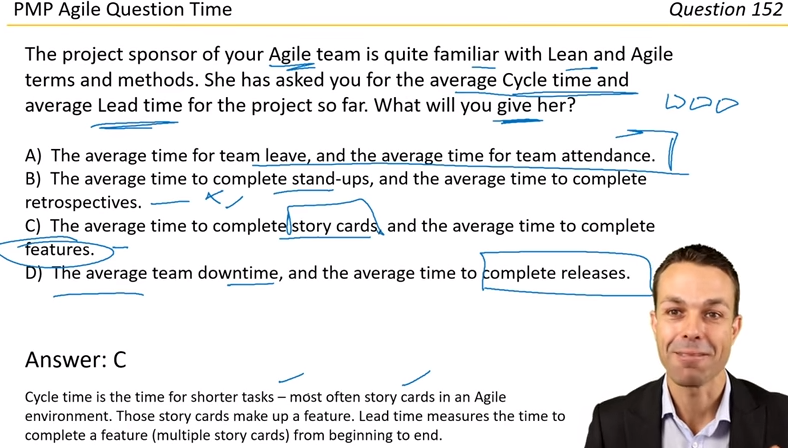 PMP Agile Question Time
Question 152
The project sponsor of your Agile team is quite familiar with Lean and Agile
terms and methods. She has asked you for the average Cycle time and
average Lead time for the project so far. What will you give her?
A) The average time for team leave, and the average time for team attendance.
B) The average time to complete stand-ups, and the average time to complete
retrospectives.
C) The average time to complete story cards, and the average time to complete
features.
D) The average team downtime, and the average time to complete releases.
Answer: C
Cycle time is the time for shorter tasks – most often story cards in an Agile
environment. Those story cards make up a feature. Lead time measures the time to
complete a feature (multiple story cards) from beginning to end.